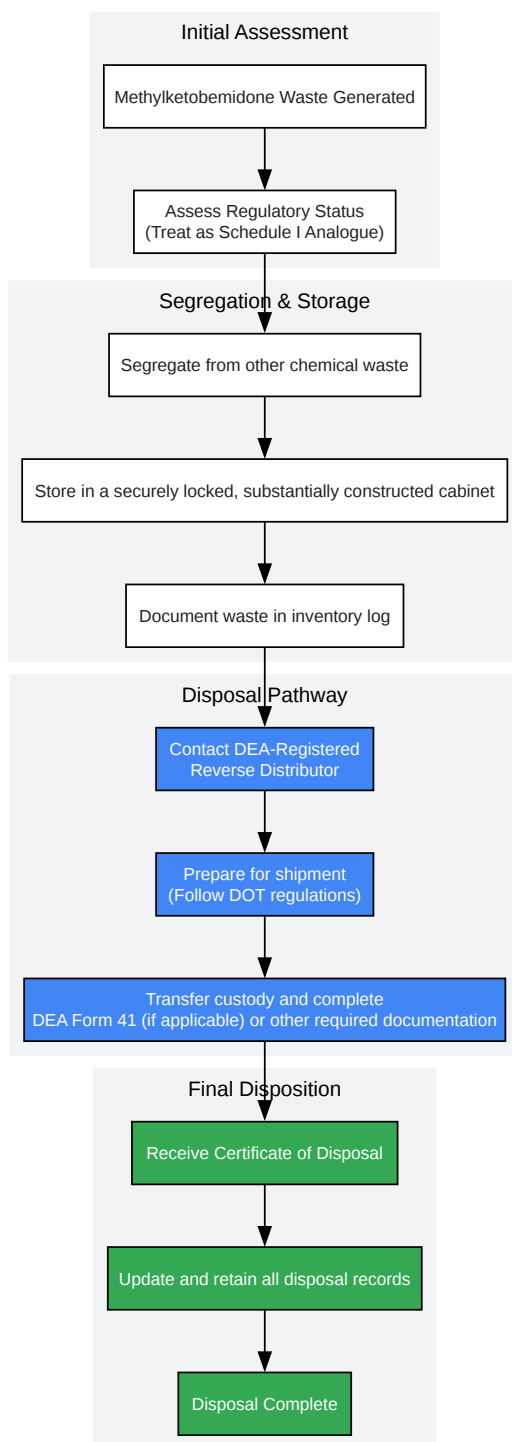 Initial Assessment
Methylketobemidone Waste Generated
Assess Regulatory Status
(Treat as Schedule I Analogue)
Segregation & Storage
Segregate from other chemical waste
Store in a securely locked, substantially constructed cabinet
Document waste in inventory log
Disposal Pathway
Contact DEA-Registered
Reverse Distributor
Prepare for shipment
(Follow DOT regulations)
Transfer custody and complete
DEA Form 41 (if applicable) or other required documentation
Final Disposition
Receive Certificate of Disposal
Update and retain all disposal records
Disposal Complete